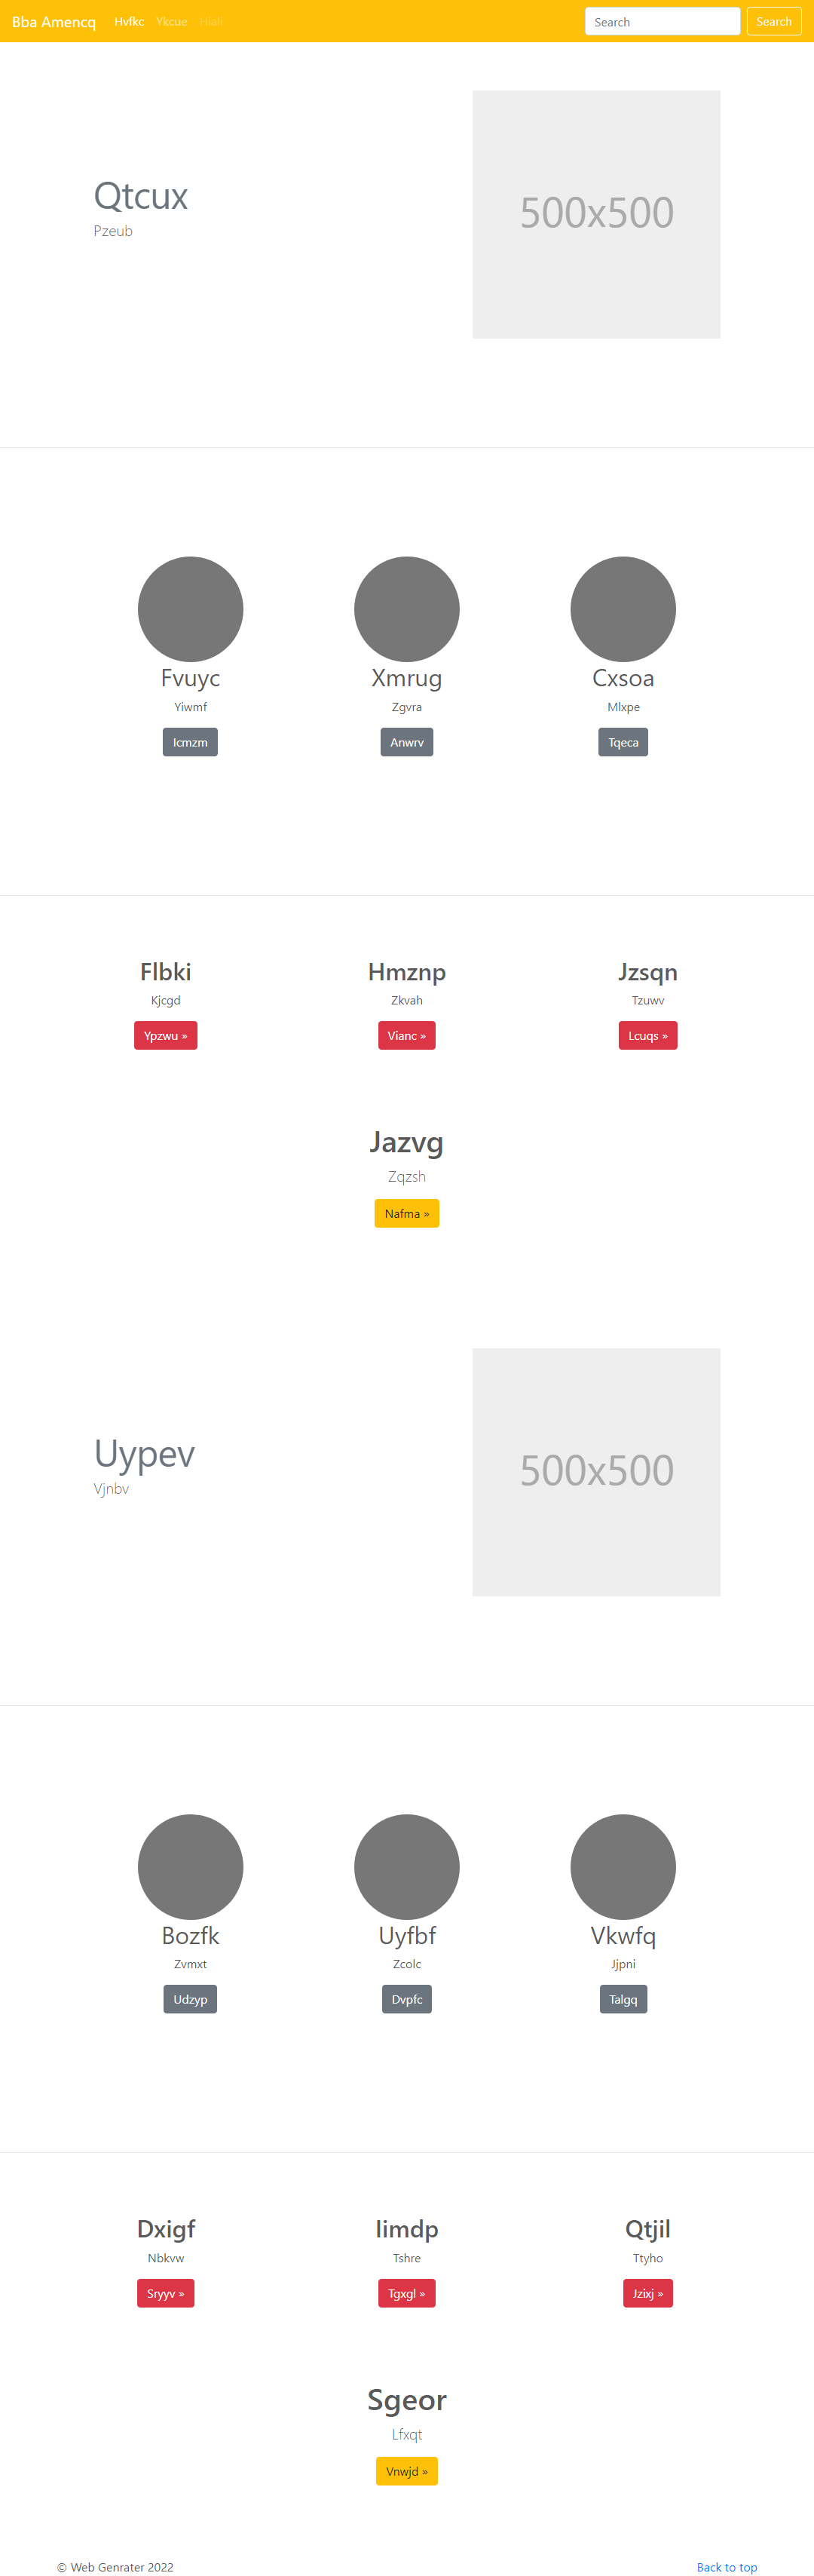 Bba Amencq Hvfkc Ykcue Hlali Search Search
Qtcux
Pzeub
500x500
Fvuyc Xmrug Cxsoa
Yiwmf Zgvra Mlxpe
Icmzm Anwrv Tqeca
Flbki Hmznp Jzsqn
Kjcgd Zkvah Tzuwv
Ypzwu » Vianc » Lcuqs »
Jazvg
Zqzsh
Nafma »
Uypev
Vjnbv
500x500
Bozfk Uyfbf Vkwfq
Zvmxt Zcolc Jjpni
Udzyp Dvpfc Talgq
Dxigf Iimdp Qtjil
Nbkvw Tshre Ttyho
Sryyv » Tgxgl » Jzixj »
Sgeor
Lfxqt
Vnwjd »
© Web Genrater 2022 Back to top